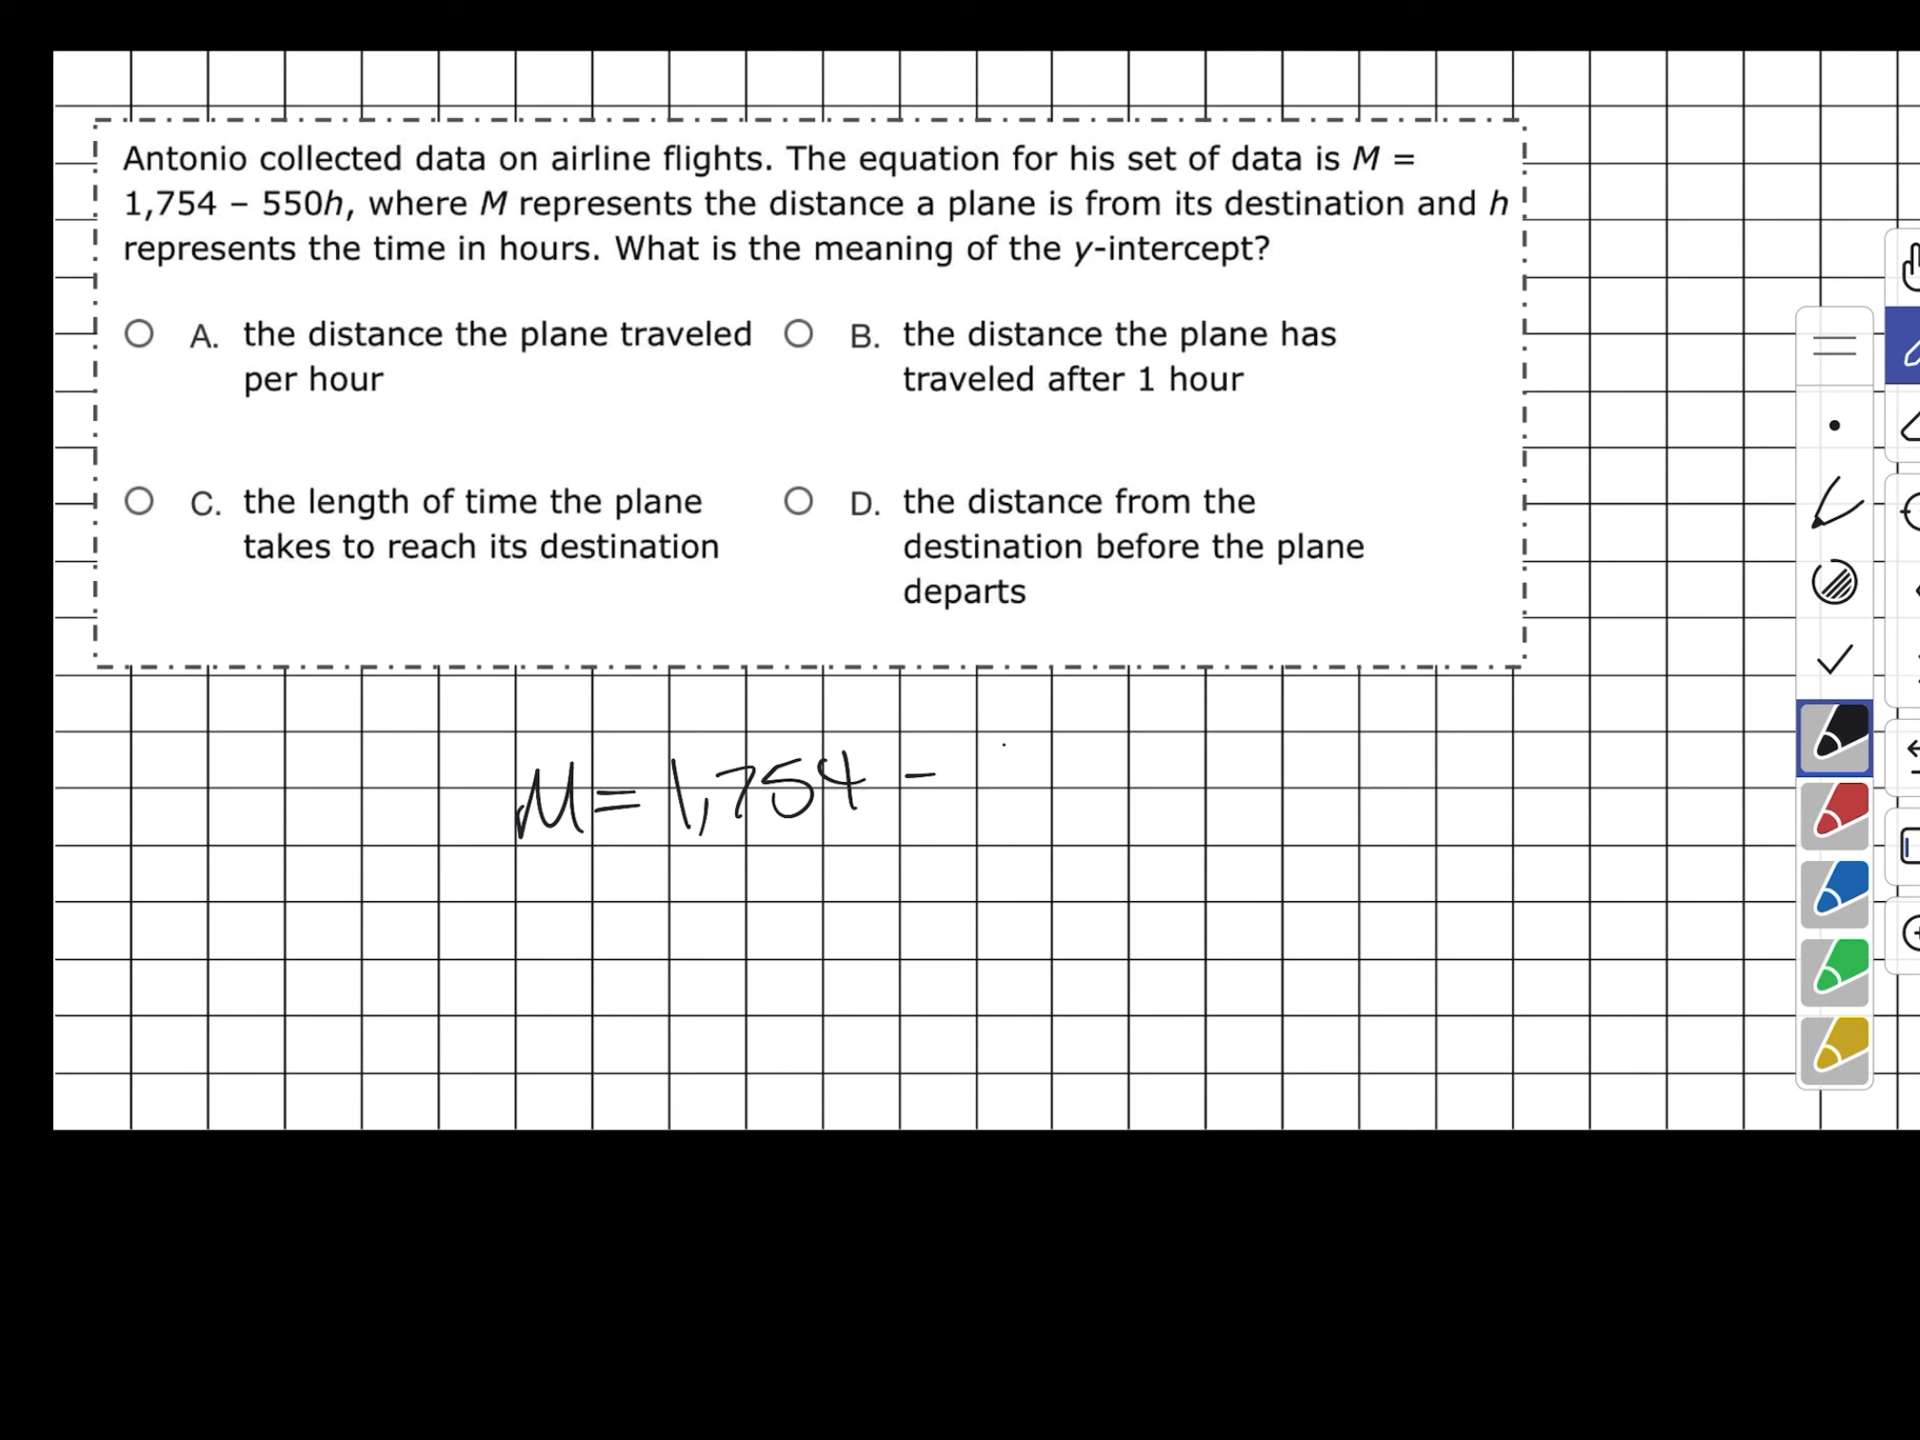 Antonio collected data on airline flights. The equation for his set of data is M =
1,754 – 550h, where M represents the distance a plane is from its destination and h
represents the time in hours. What is the meaning of the y-intercept?
A. the distance the plane traveled
per hour
B. the distance the plane has
traveled after 1 hour
C. the length of time the plane
takes to reach its destination
D. the distance from the
destination before the plane
departs
M = 1,754 –